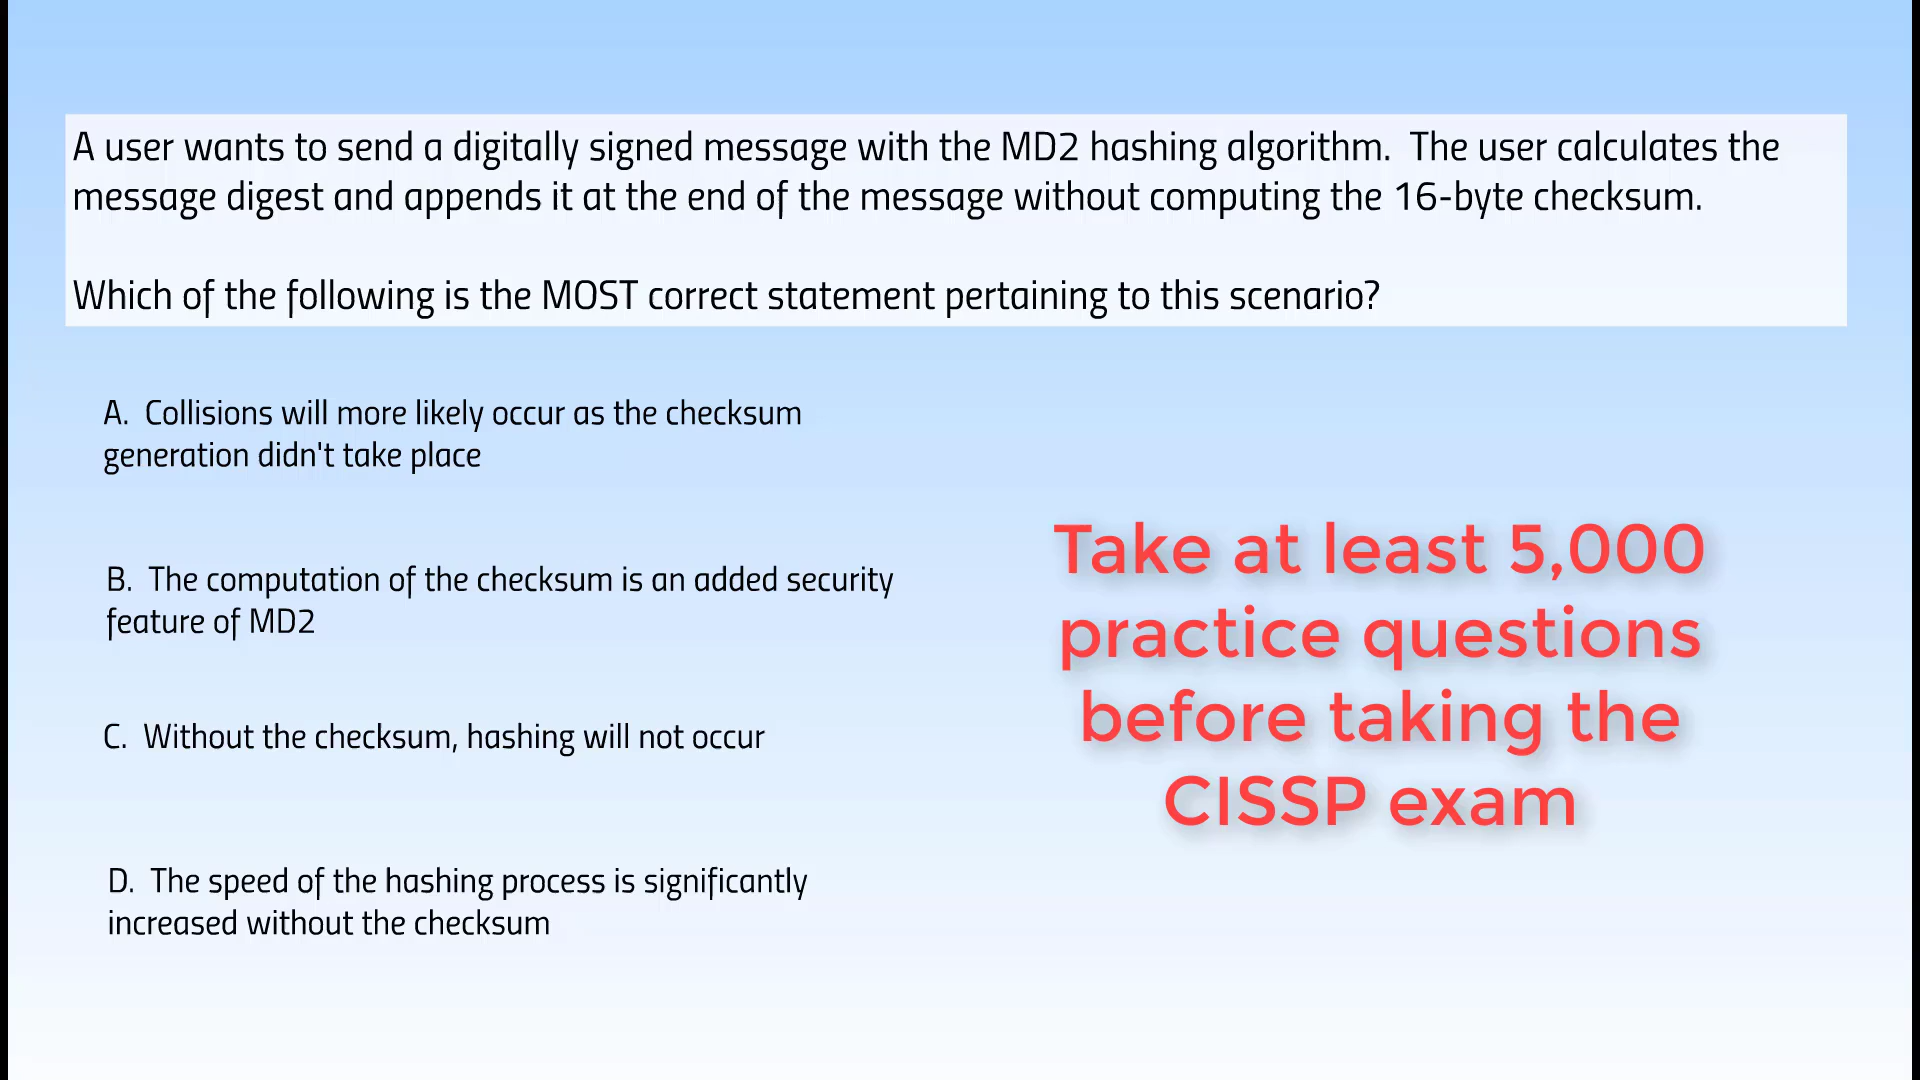 A user wants to send a digitally signed message with the MD2 hashing algorithm.  The user calculates the
message digest and appends it at the end of the message without computing the 16-byte checksum.
Which of the following is the MOST correct statement pertaining to this scenario?
A.  Collisions will more likely occur as the checksum
generation didn't take place
B.  The computation of the checksum is an added security
feature of MD2
C.  Without the checksum, hashing will not occur
D.  The speed of the hashing process is significantly
increased without the checksum
Take at least 5,000
practice questions
before taking the
CISSP exam